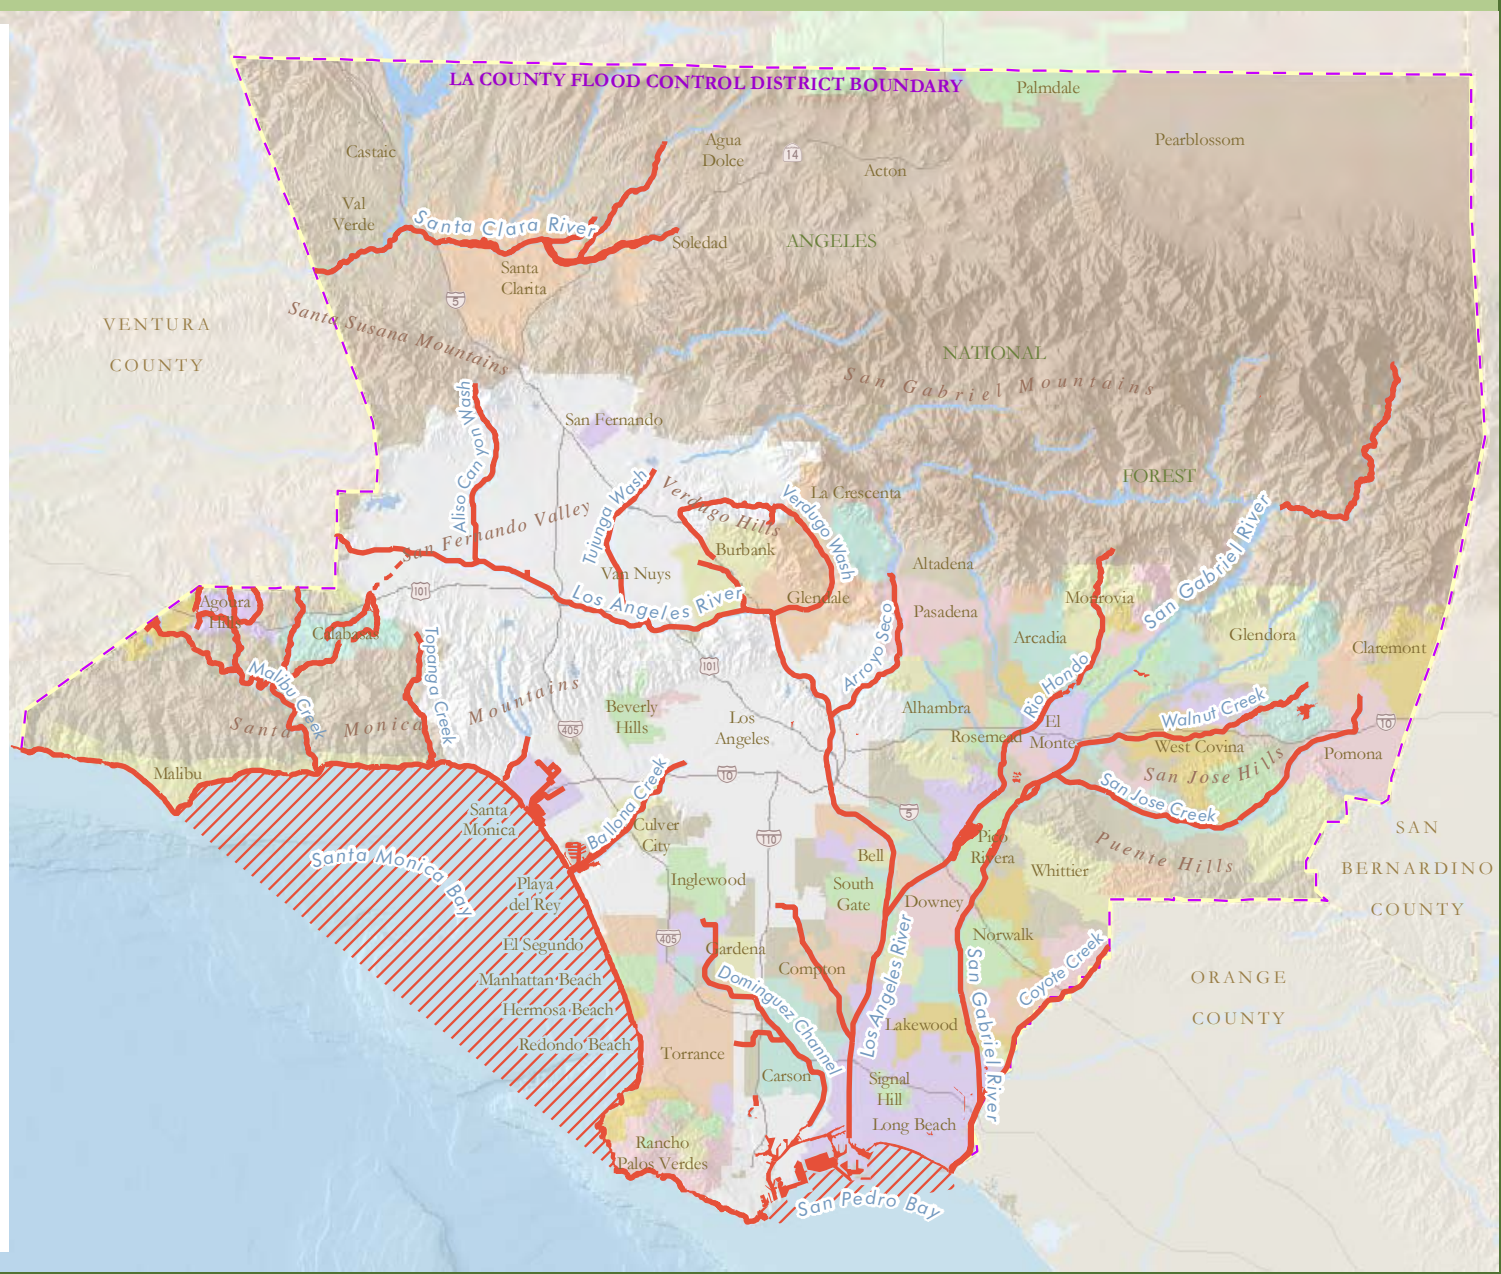 LA COUNTY FLOOD CONTROL DISTRICT BOUNDARY
Palmdale
Castaic
Agua
Dolce
14
Acton
Pearblossom
Val
Verde
Santa Clara River
Soledad
ANGELES
Santa
Clarita
5
VENTURA
COUNTY
Santa Susana Mountains
NATIONAL
San Gabriel Mountains
Aliso Canyon Wash
San Fernando
FOREST
San Fernando Valley
Tujunga Wash
Verdugo Hills
Verdugo Wash
La Crescenta
San Gabriel River
Burbank
Van Nuys
Glendale
Altadena
101
Los Angeles River
Pasadena
Monrovia
Agoura
Hills
Calabasas
Topanga Creek
Malibu Creek
Arroyo Seco
Arcadia
Glendora
Claremont
101
Rio Hondo
Santa Monica Mountains
Beverly
Hills
Los
Angeles
Alhambra
Rosemead
El
Monte
Walnut Creek
West Covina
10
Pomona
405
San Jose Hills
San Jose Creek
Malibu
10
Ballona Creek
Santa
Monica
Culver
City
110
5
Santa Monica Bay
Bell
Pico
Rivera
Puente Hills
Whittier
SAN
BERNARDINO
COUNTY
Playa
del Rey
Inglewood
South
Gate
Downey
El Segundo
405
Gardena
Compton
Norwalk
Coyote Creek
Manhattan Beach
Dominguez Channel
Los Angeles River
San Gabriel River
ORANGE
COUNTY
Hermosa Beach
Lakewood
Redondo Beach
Torrance
Carson
Signal
Hill
Long Beach
Rancho
Palos Verdes
San Pedro Bay